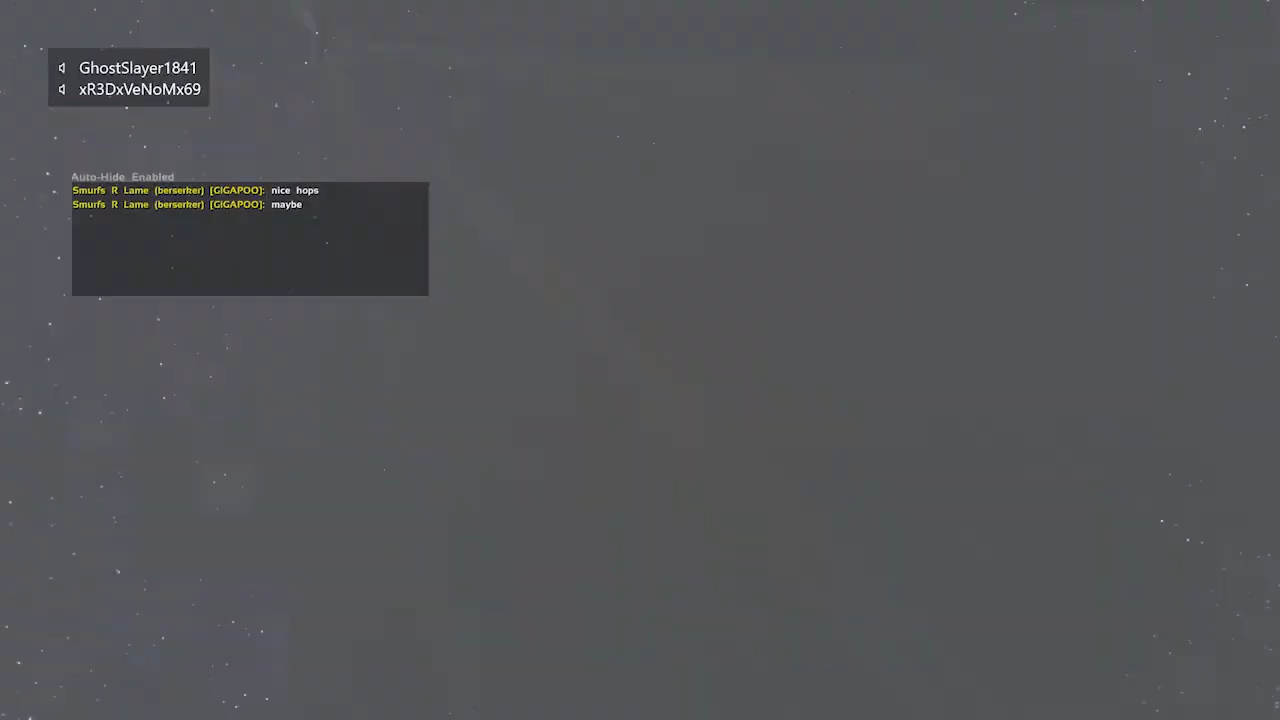 GhostSlayer1841
xR3DxVeNoMx69
Auto-Hide Enabled
Smurfs R Lame (berserker) [GIGAPOO]: nice hops
Smurfs R Lame (berserker) [GIGAPOO]: maybe